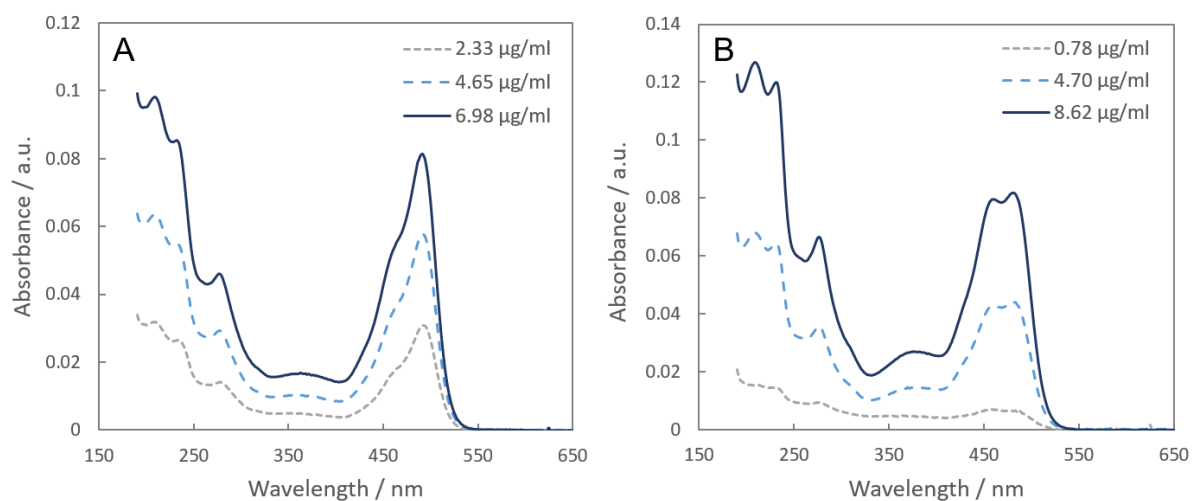 A
2.33 µg/ml
4.65 µg/ml
6.98 µg/ml
0.12
0.1
0.08
0.06
0.04
0.02
0
Absorbance / a.u.
150 250 350 450 550 650
Wavelength / nm
B
0.78 µg/ml
4.70 µg/ml
8.62 µg/ml
0.14
0.12
0.1
0.08
0.06
0.04
0.02
0
Absorbance / a.u.
150 250 350 450 550 650
Wavelength / nm